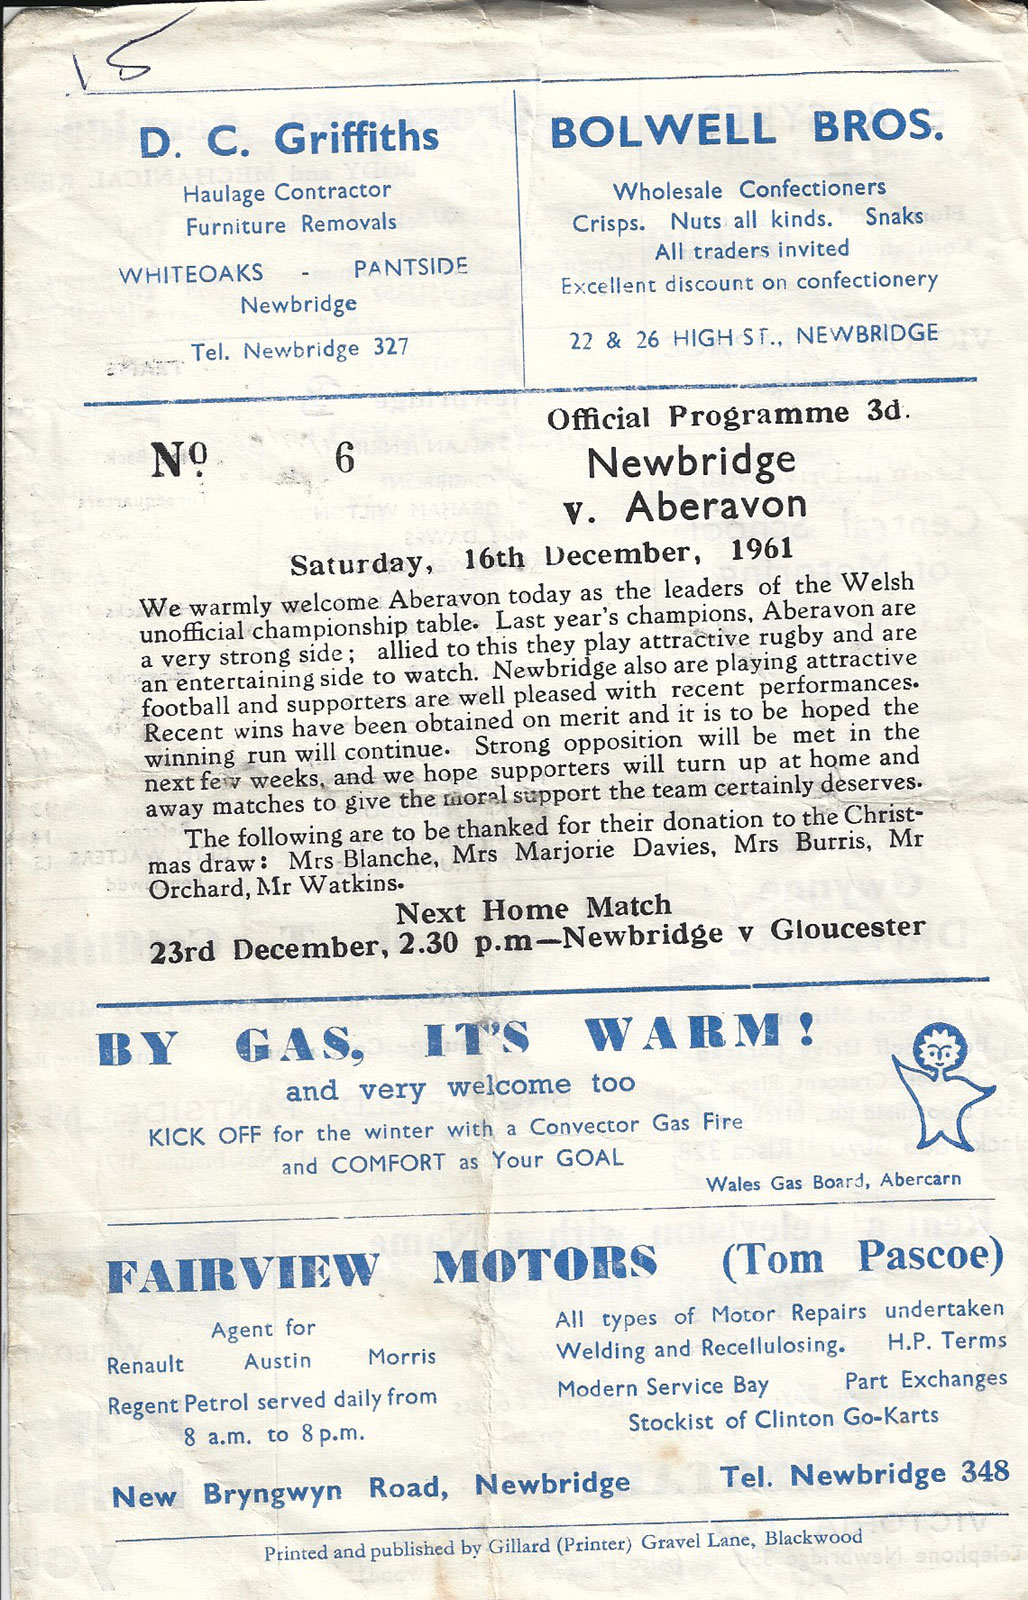 15
D. C. Griffiths
Haulage Contractor
Furniture Removals
WHITEOAKS - PANTSIDE
Newbridge
Tel. Newbridge 327
BOLWELL BROS.
Wholesale Confectioners
Crisps. Nuts all kinds. Snaks
All traders invited
Excellent discount on confectionery
22 & 26 HIGH ST., NEWBRIDGE
Official Programme 3d.
No. 6
Newbridge
v. Aberavon
Saturday, 16th December, 1961
We warmly welcome Aberavon today as the leaders of the Welsh
unofficial championship table. Last year's champions, Aberavon are
a very strong side; allied to this they play attractive rugby and are
an entertaining side to watch. Newbridge also are playing attractive
football and supporters are well pleased with recent performances.
Recent wins have been obtained on merit and it is to be hoped the
winning run will continue. Strong opposition will be met in the
next few weeks, and we hope supporters will turn up at home and
away matches to give the moral support the team certainly deserves.
The following are to be thanked for their donation to the Christ-
mas draw: Mrs Blanche, Mrs Marjorie Davies, Mrs Burris, Mr
Orchard, Mr Watkins.
Next Home Match
23rd December, 2.30 p.m—Newbridge v Gloucester
BY GAS, IT'S WARM!
and very welcome too
KICK OFF for the winter with a Convector Gas Fire
and COMFORT as Your GOAL
Wales Gas Board, Abercarn
FAIRVIEW MOTORS (Tom Pascoe)
Agent for
Renault Austin Morris
Regent Petrol served daily from
8 a.m. to 8 p.m.
All types of Motor Repairs undertaken
Welding and Recellulosing. H.P. Terms
Modern Service Bay Part Exchanges
Stockist of Clinton Go-Karts
New Bryngwyn Road, Newbridge Tel. Newbridge 348
Printed and published by Gillard (Printer) Gravel Lane, Blackwood